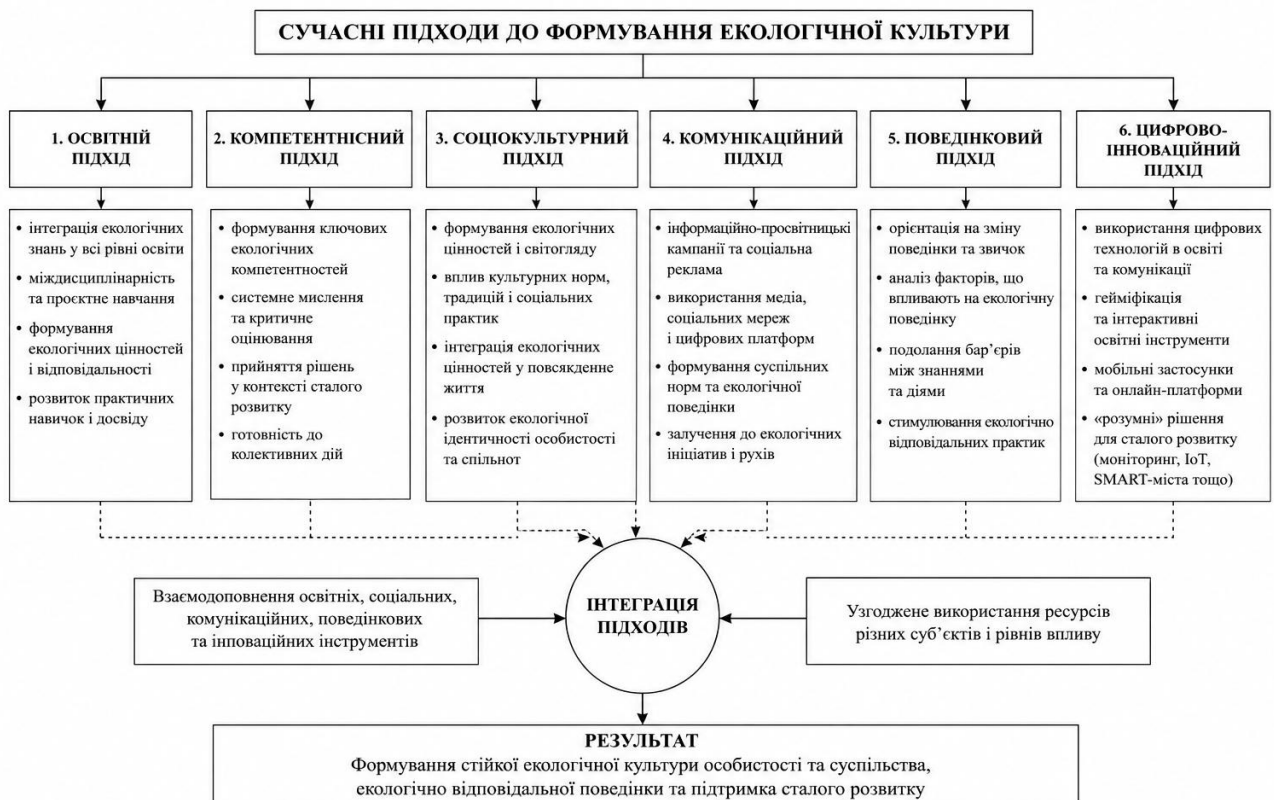 СУЧАСНІ ПІДХОДИ ДО ФОРМУВАННЯ ЕКОЛОГІЧНОЇ КУЛЬТУРИ
1. ОСВІТНІЙ
ПІДХІД
• інтеграція екологічних
знань у всі рівні освіти
• міждисциплінарність
та проєктне навчання
• формування
екологічних цінностей
і відповідальності
• розвиток практичних
навичок і досвіду
2. КОМПЕТЕНТНІСНИЙ
ПІДХІД
• формування ключових
екологічних
компетентностей
• системне мислення
та критичне
оцінювання
• прийняття рішень
у контексті сталого
розвитку
• готовність до
колективних дій
3. СОЦІОКУЛЬТУРНИЙ
ПІДХІД
• формування екологічних
цінностей і світогляду
• вплив культурних норм,
традицій і соціальних
практик
• інтеграція екологічних
цінностей у повсякденне
життя
• розвиток екологічної
ідентичності особистості
та спільнот
4. КОМУНІКАЦІЙНИЙ
ПІДХІД
• інформаційно-просвітницькі
кампанії та соціальна
реклама
• використання медіа,
соціальних мереж
і цифрових платформ
• формування суспільних
норм та екологічної
поведінки
• залучення до екологічних
ініціатив і рухів
5. ПОВЕДІНКОВИЙ
ПІДХІД
• орієнтація на зміну
поведінки та звичок
• аналіз факторів, що
впливають на екологічну
поведінку
• подолання бар’єрів
між знаннями
та діями
• стимулювання екологічно
відповідальних практик
6. ЦИФРОВО-
ІННОВАЦІЙНИЙ
ПІДХІД
• використання цифрових
технологій в освіті
та комунікації
• гейміфікація
та інтерактивні
освітні інструменти
• мобільні застосунки
та онлайн-платформи
• «розумні» рішення
для сталого розвитку
(моніторинг, IoT,
SMART-міста тощо)
Взаємодоповнення освітніх, соціальних,
комунікаційних, поведінкових
та інноваційних інструментів
ІНТЕГРАЦІЯ
ПІДХОДІВ
Узгоджене використання ресурсів
різних суб’єктів і рівнів впливу
РЕЗУЛЬТАТ
Формування стійкої екологічної культури особистості та суспільства,
екологічно відповідальної поведінки та підтримка сталого розвитку